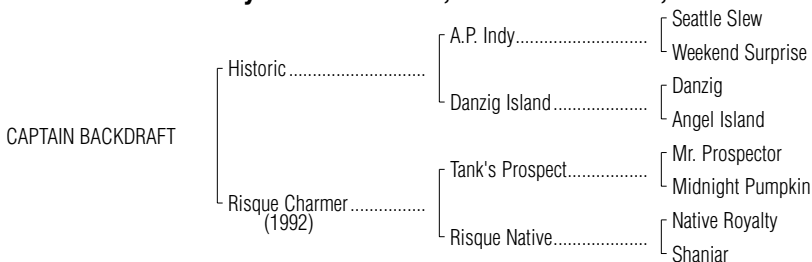 Seattle Slew
A.P. Indy............................
Weekend Surprise
Historic.............................
Danzig
Danzig Island....................
Angel Island
CAPTAIN BACKDRAFT
Mr. Prospector
Tank's Prospect.................
Midnight Pumpkin
Risque Charmer................
(1992)
Native Royalty
Risque Native....................
Shaniar